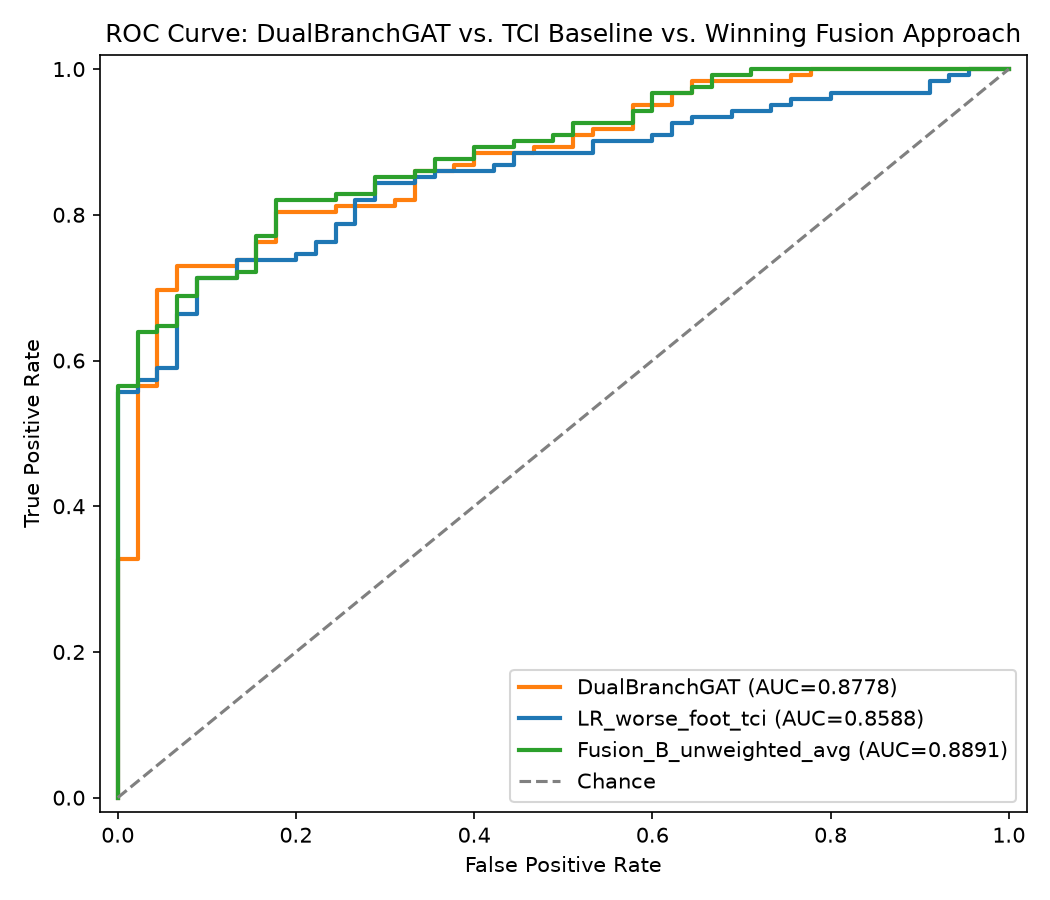 ROC Curve: DualBranchGAT vs. TCI Baseline vs. Winning Fusion Approach
1.0
0.8
0.6
0.4
0.2
0.0
True Positive Rate
DualBranchGAT (AUC=0.8778)
LR_worse_foot_tci (AUC=0.8588)
Fusion_B_unweighted_avg (AUC=0.8891)
Chance
0.0 0.2 0.4 0.6 0.8 1.0
False Positive Rate